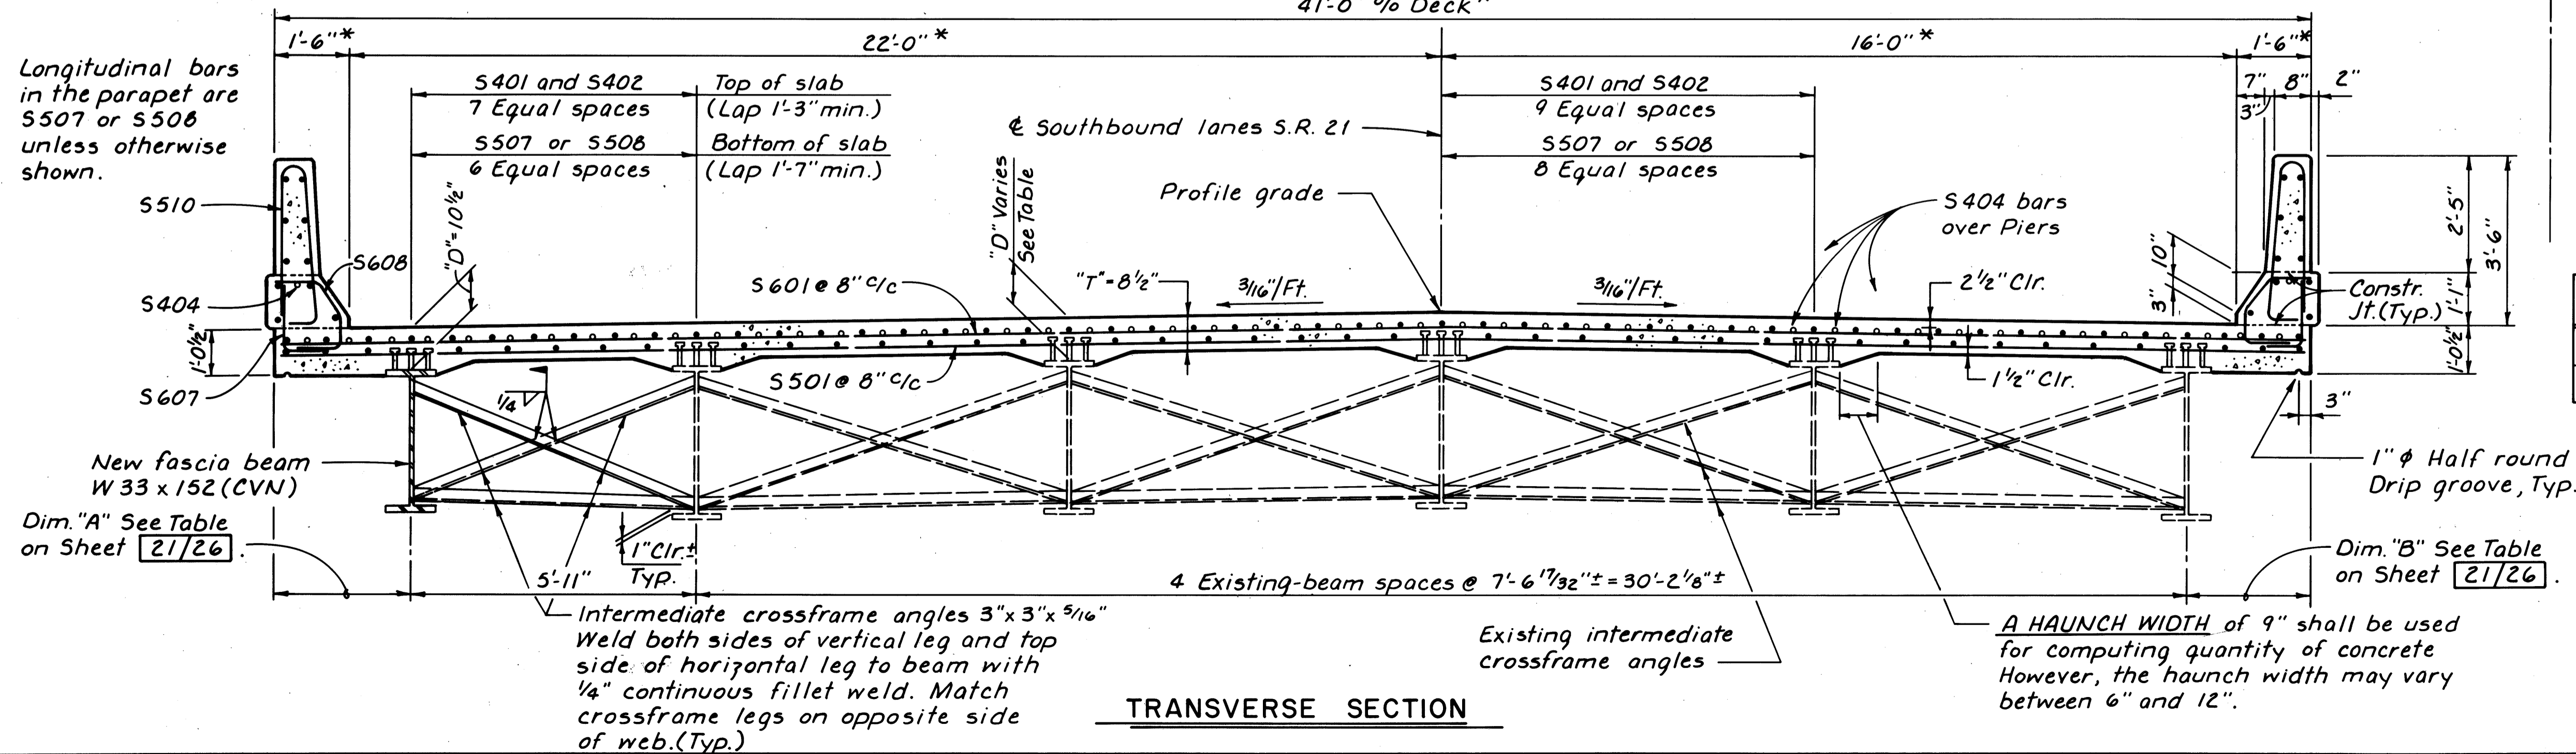 41'-0" % Deck*
1'-6"*
22'-0"*
16'-0"*
1'-6"*
Longitudinal bars
in the parapet are
S507 or S508
unless otherwise
shown.
S401 and S402
7 Equal spaces
Top of slab
(Lap 1'-3" min.)
S507 or S508
6 Equal spaces
Bottom of slab
(Lap 1'-7" min.)
℄ Southbound lanes S.R. 21
S401 and S402
9 Equal spaces
S507 or S508
8 Equal spaces
7"
8"
2"
3"
S510
S608
S404
S607
1'-0½"
"D"=10½"
"D" Varies
See Table
Profile grade
S601 @ 8" c/c
"T"=8½"
3/16"/Ft.
3/16"/Ft.
S404 bars
over Piers
2½" Clr.
1½" Clr.
S501 @ 8" c/c
10"
3"
2'-5"
1'-1"
3'-6"
1'-0½"
Constr.
Jt.(Typ.)
3"
1" ϕ Half round
Drip groove, Typ.
1/4
New fascia beam
W 33 x 152 (CVN)
Dim. "A" See Table
on Sheet 21/26.
5'-11"
1" Clr.±
Typ.
4 Existing-beam spaces @ 7'-6 17/32"± = 30'-2 1/8"±
Dim. "B" See Table
on Sheet 21/26.
Intermediate crossframe angles 3"x 3"x 5/16"
Weld both sides of vertical leg and top
side of horizontal leg to beam with
1/4" continuous fillet weld. Match
crossframe legs on opposite side
of web.(Typ.)
Existing intermediate
crossframe angles
A HAUNCH WIDTH of 9" shall be used
for computing quantity of concrete
However, the haunch width may vary
between 6" and 12".
TRANSVERSE SECTION